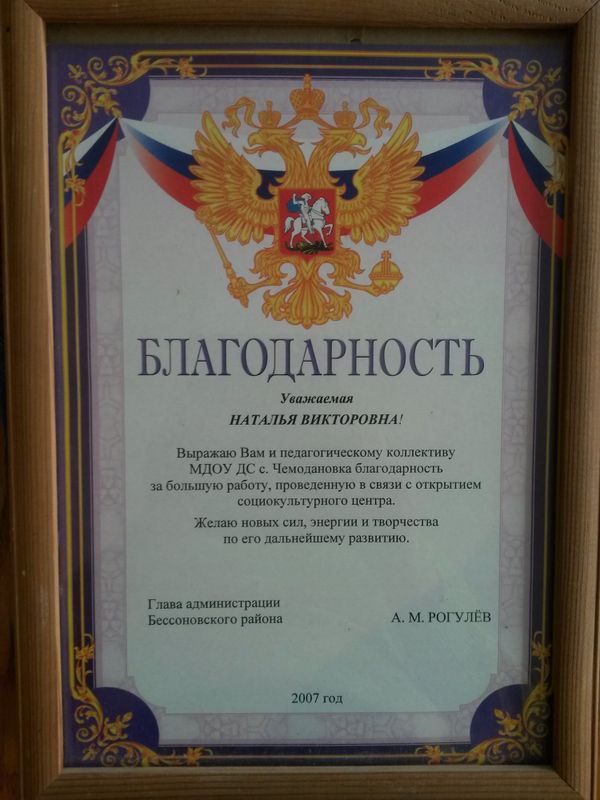 БЛАГОДАРНОСТЬ
Уважаемая
НАТАЛЬЯ ВИКТОРОВНА!
Выражаю Вам и педагогическому коллективу
МДОУ ДС с. Чемодановка благодарность
за большую работу, проведенную в связи с открытием
социокультурного центра.
Желаю новых сил, энергии и творчества
по его дальнейшему развитию.
Глава администрации
Бессоновского района А. М. РОГУЛЁВ
2007 год